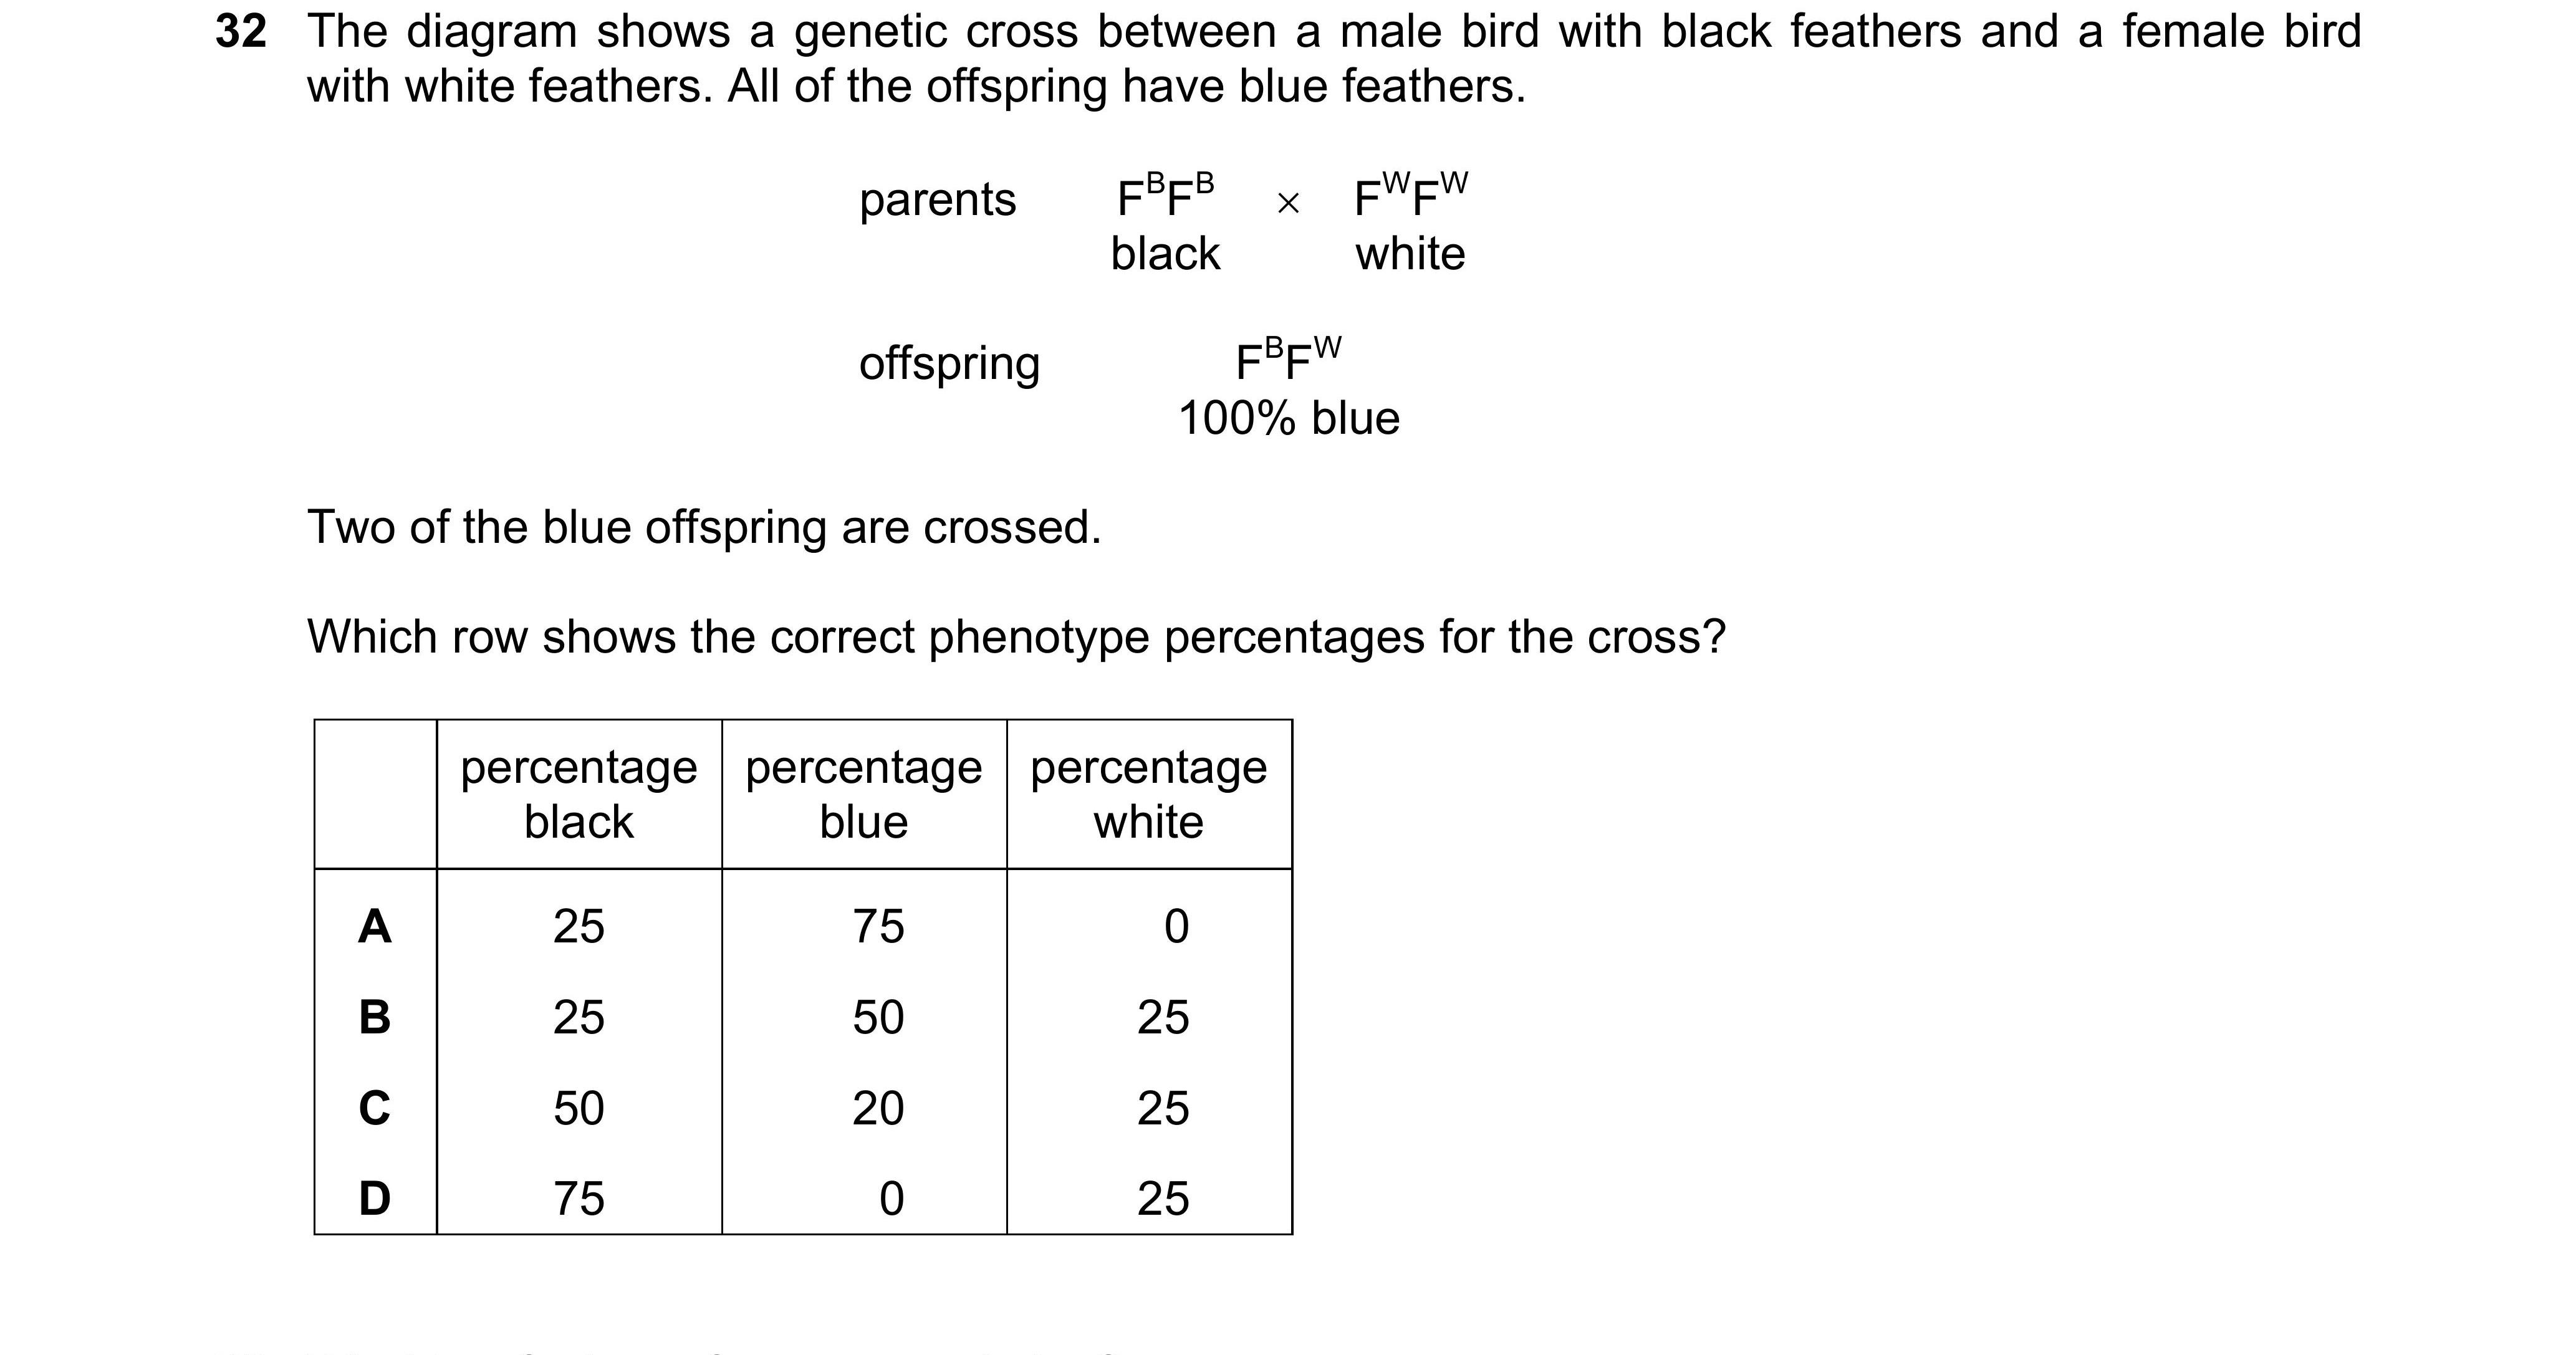 32 The diagram shows a genetic cross between a male bird with black feathers and a female bird
with white feathers. All of the offspring have blue feathers.
parents FᴮFᴮ × FᵂFᵂ
black white
offspring FᴮFᵂ
100% blue
Two of the blue offspring are crossed.
Which row shows the correct phenotype percentages for the cross?
percentage percentage percentage
black blue white
A 25 75 0
B 25 50 25
C 50 20 25
D 75 0 25